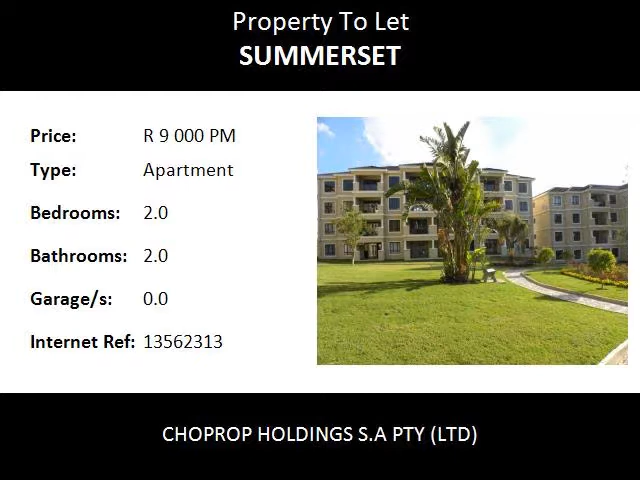 Property To Let
SUMMERSET
Price: R 9 000 PM
Type: Apartment
Bedrooms: 2.0
Bathrooms: 2.0
Garage/s: 0.0
Internet Ref: 13562313
CHOPROP HOLDINGS S.A PTY (LTD)